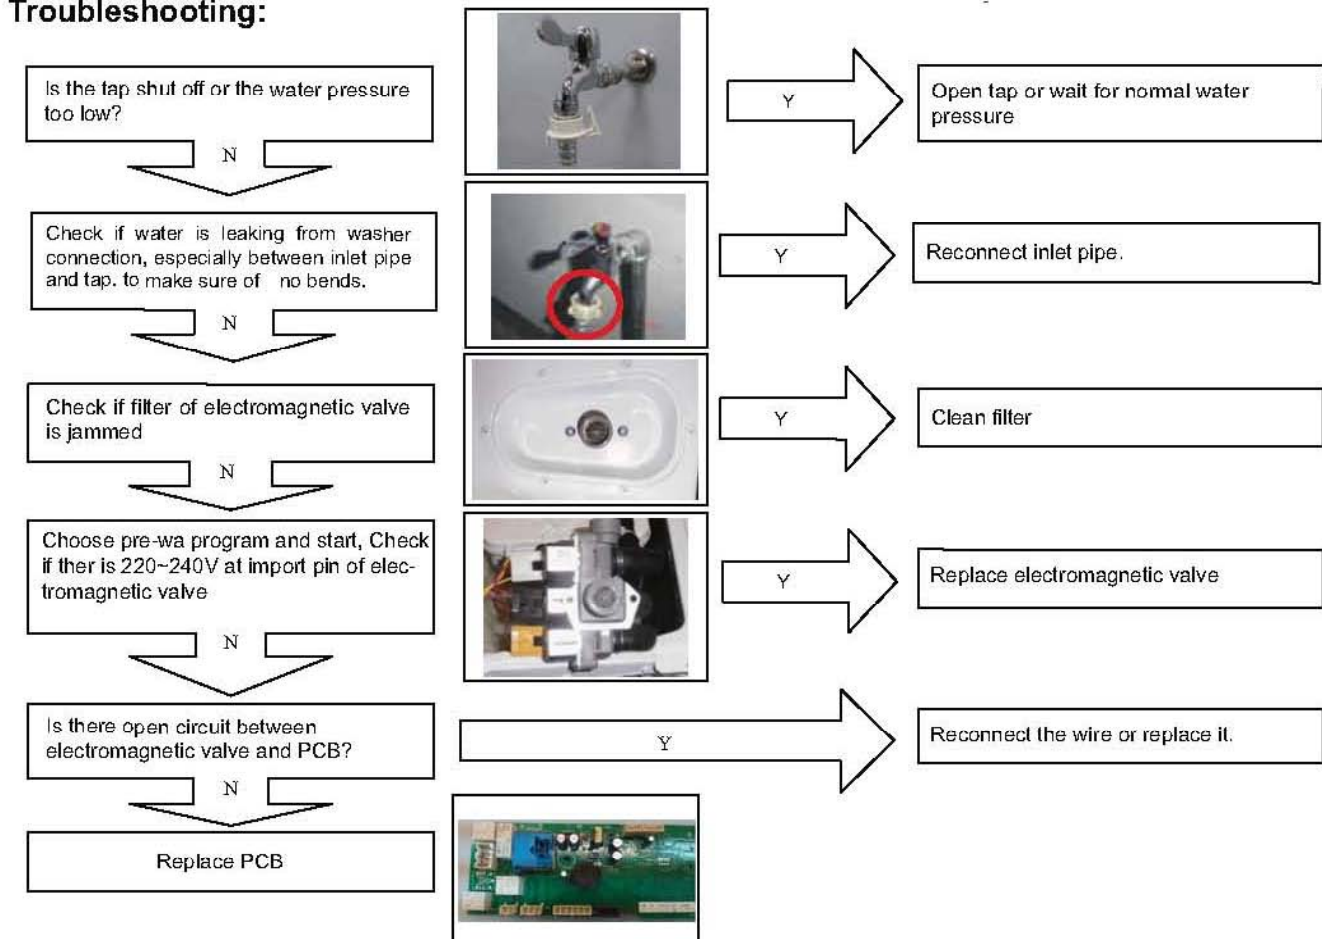 Troubleshooting:
Is the tap shut off or the water pressure
too low?
Y
Open tap or wait for normal water
pressure
N
Check if water is leaking from washer
connection, especially between inlet pipe
and tap. to make sure of no bends.
Y
Reconnect inlet pipe.
N
Check if filter of electromagnetic valve
is jammed
Y
Clean filter
N
Choose pre-wa program and start, Check
if ther is 220~240V at import pin of elec-
tromagnetic valve
Y
Replace electromagnetic valve
N
Is there open circuit between
electromagnetic valve and PCB?
Y
Reconnect the wire or replace it.
N
Replace PCB